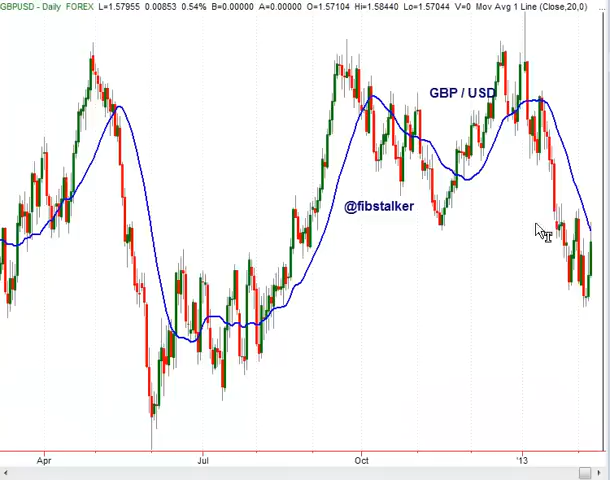 GBPUSD - Daily FOREX L=1.57955 0.00853 0.54% B=0.00000 A=0.00000 O=1.57104 Hi=1.58440 Lo=1.57044 V=0 Mov Avg 1 Line (Close,20,0) ...
GBP / USD
@fibstalker
Apr Jul Oct '13